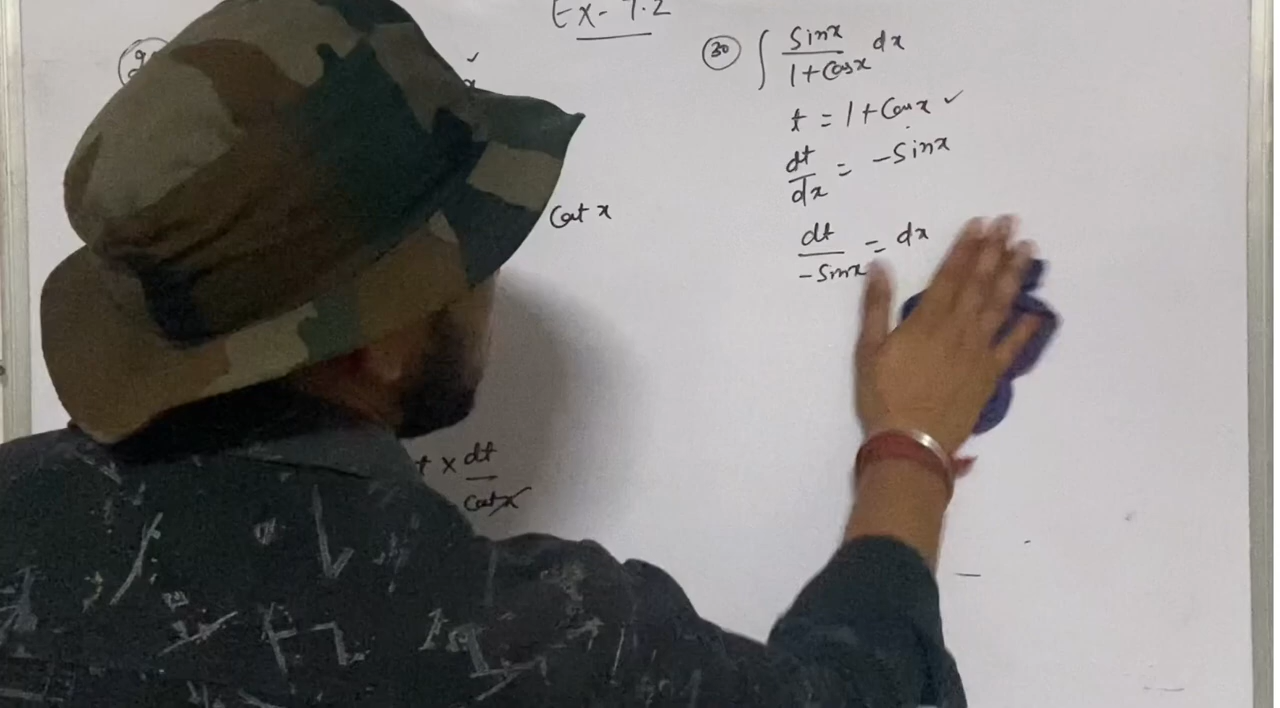 Ex- 7.2
30 ∫ Sinx / 1+Cosx dx
t = 1+Cosx ✓
dt/dx = -Sinx
dt/-Sinx = dx
Cot x
t × dt/Cotx